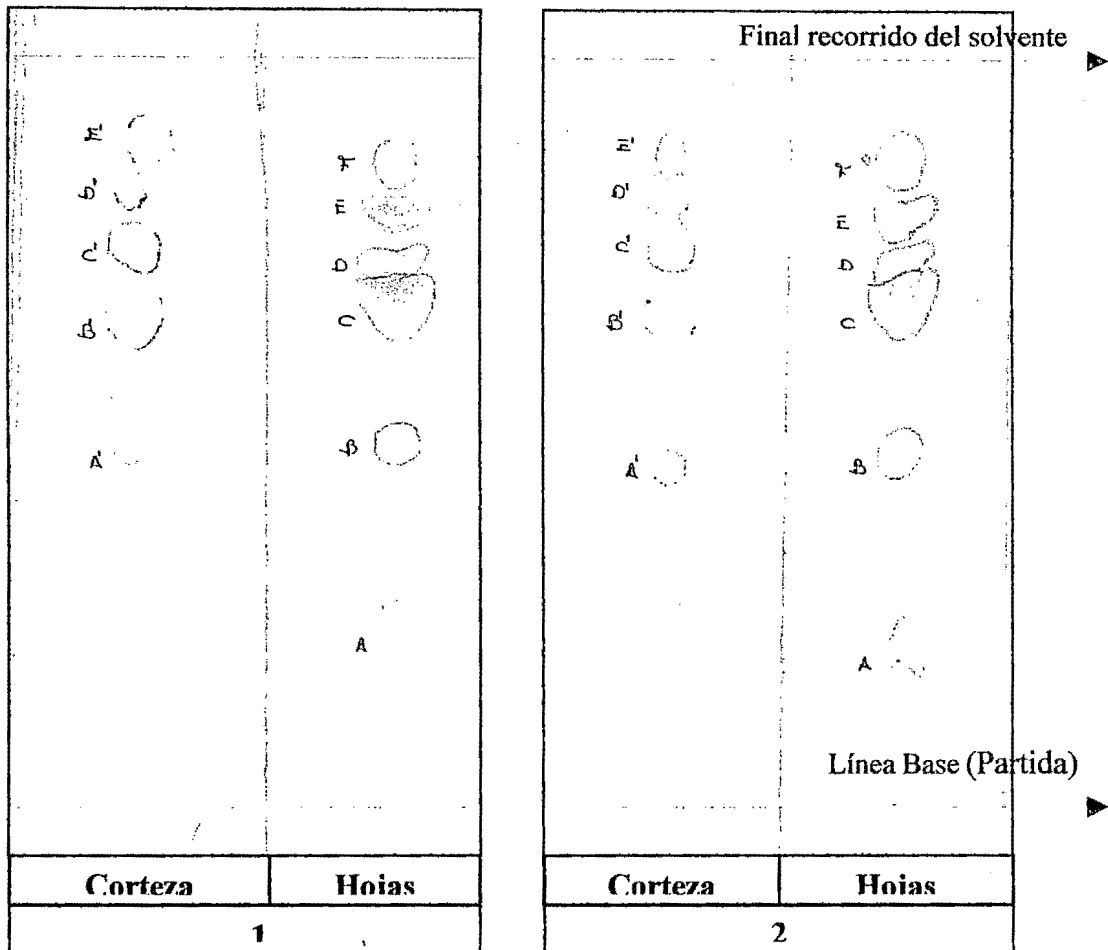 Final recorrido del solvente
E'
D'
C'
B'
A'
F
E
D
C
B
A
E'
D'
C'
B'
A'
F
E
D
C
B
A
Línea Base (Partida)
Corteza
Hojas
1
Corteza
Hojas
2